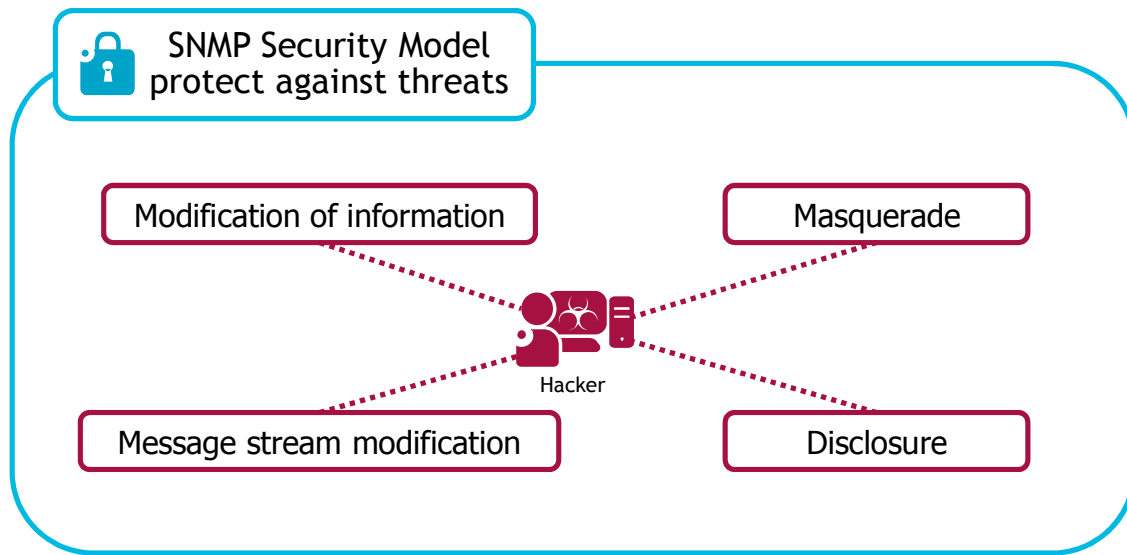 SNMP Security Model
protect against threats
Modification of information
Masquerade
Hacker
Message stream modification
Disclosure